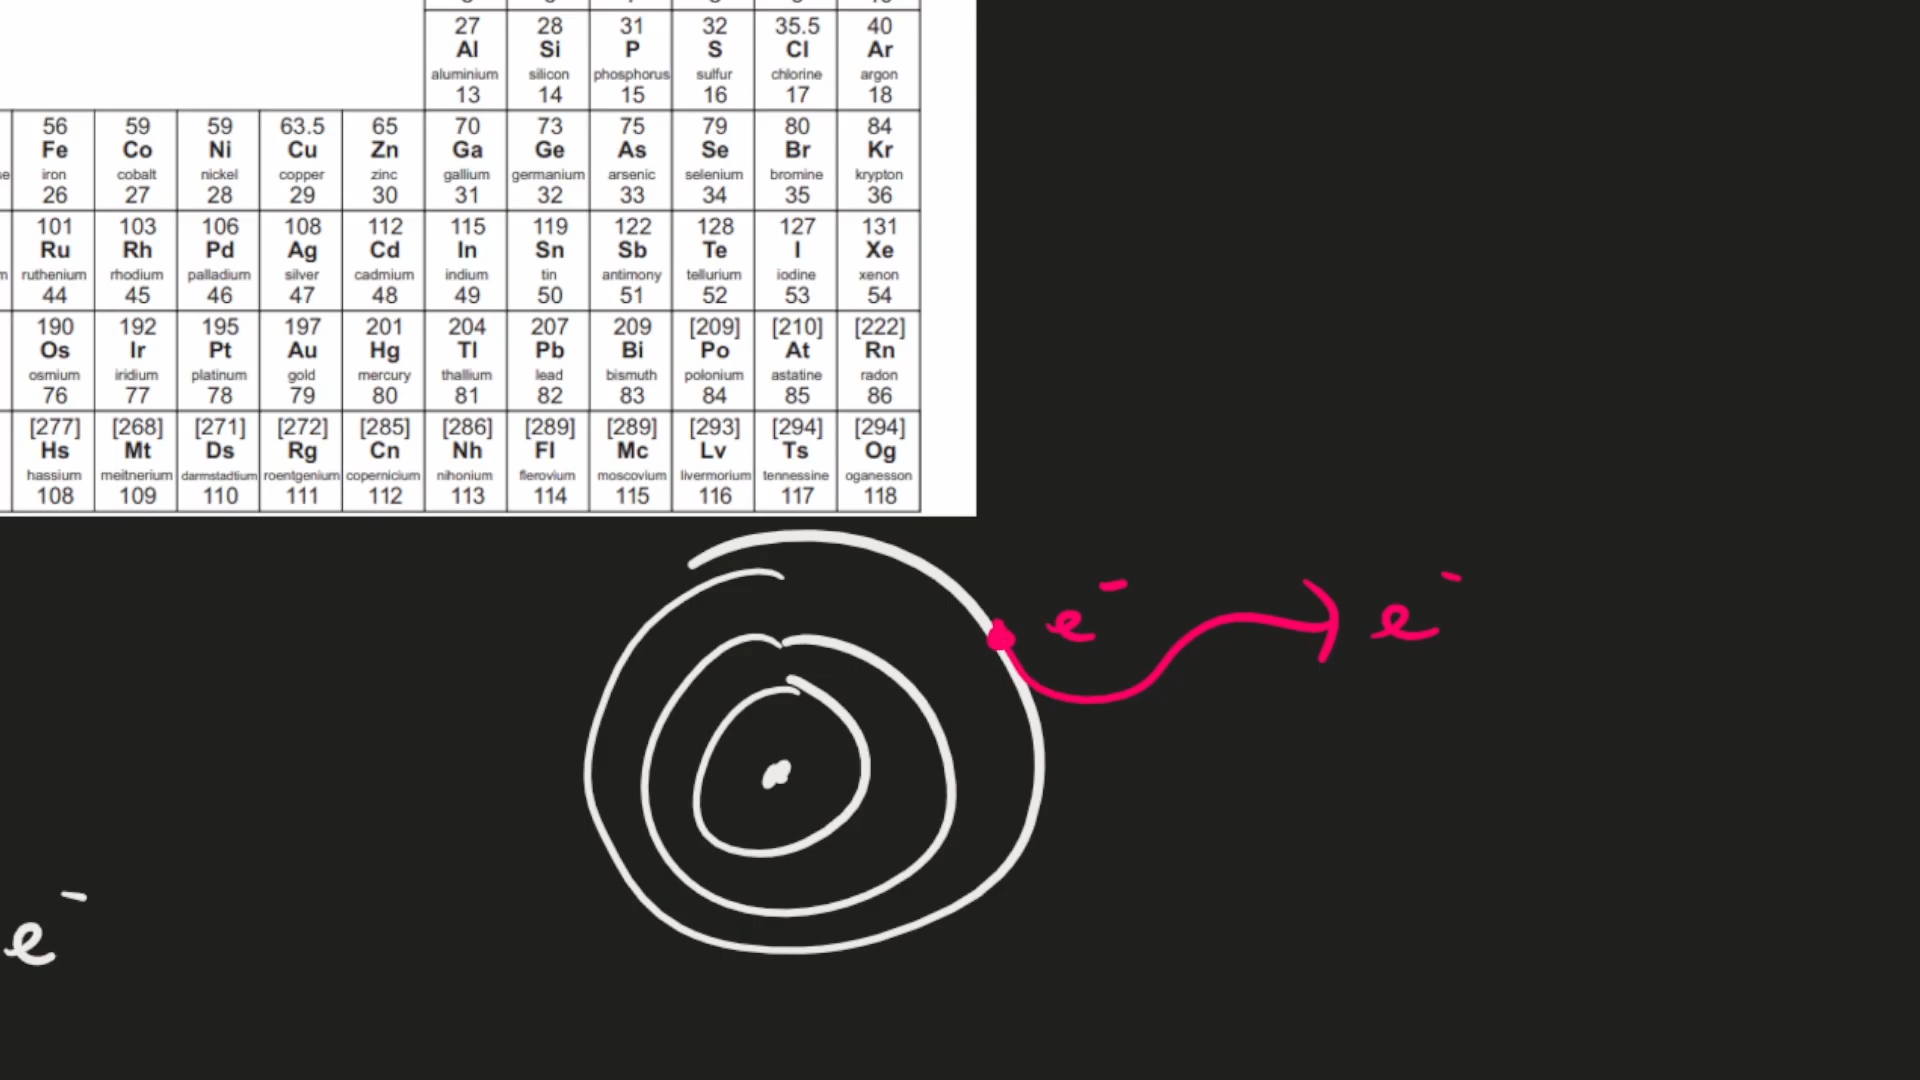 27 28 31 32 35.5 40
Al Si P S Cl Ar
aluminium silicon phosphorus sulfur chlorine argon
13 14 15 16 17 18
56 59 59 63.5 65 70 73 75 79 80 84
Fe Co Ni Cu Zn Ga Ge As Se Br Kr
iron cobalt nickel copper zinc gallium germanium arsenic selenium bromine krypton
26 27 28 29 30 31 32 33 34 35 36
101 103 106 108 112 115 119 122 128 127 131
Ru Rh Pd Ag Cd In Sn Sb Te I Xe
ruthenium rhodium palladium silver cadmium indium tin antimony tellurium iodine xenon
44 45 46 47 48 49 50 51 52 53 54
190 192 195 197 201 204 207 209 [209] [210] [222]
Os Ir Pt Au Hg Tl Pb Bi Po At Rn
osmium iridium platinum gold mercury thallium lead bismuth polonium astatine radon
76 77 78 79 80 81 82 83 84 85 86
[277] [268] [271] [272] [285] [286] [289] [289] [293] [294] [294]
Hs Mt Ds Rg Cn Nh Fl Mc Lv Ts Og
hassium meitnerium darmstadtium roentgenium copernicium nihonium flerovium moscovium livermorium tennessine oganesson
108 109 110 111 112 113 114 115 116 117 118
e⁻ e⁻
e⁻